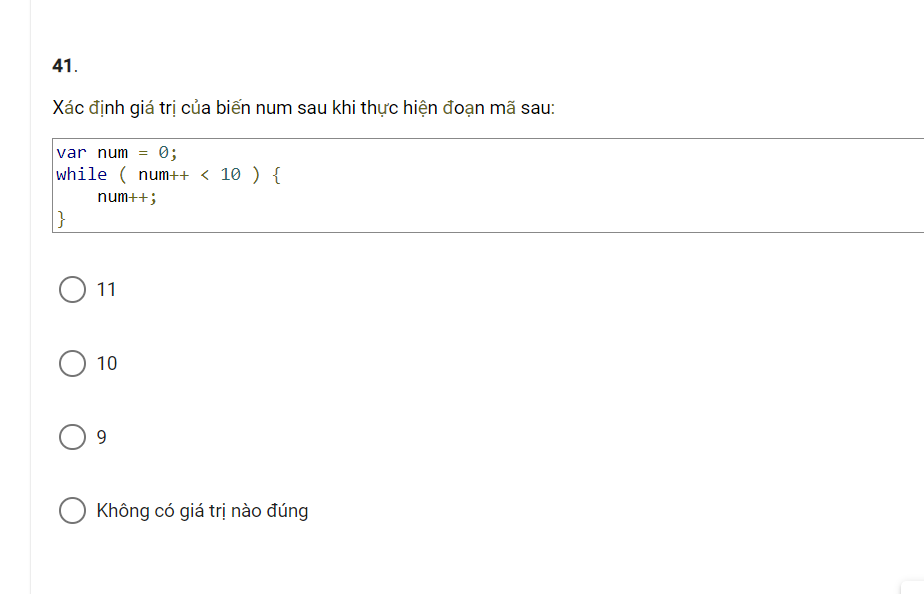 41.
Xác định giá trị của biến num sau khi thực hiện đoạn mã sau:
var num = 0;
while ( num++ < 10 ) {
    num++;
}
11
10
9
Không có giá trị nào đúng